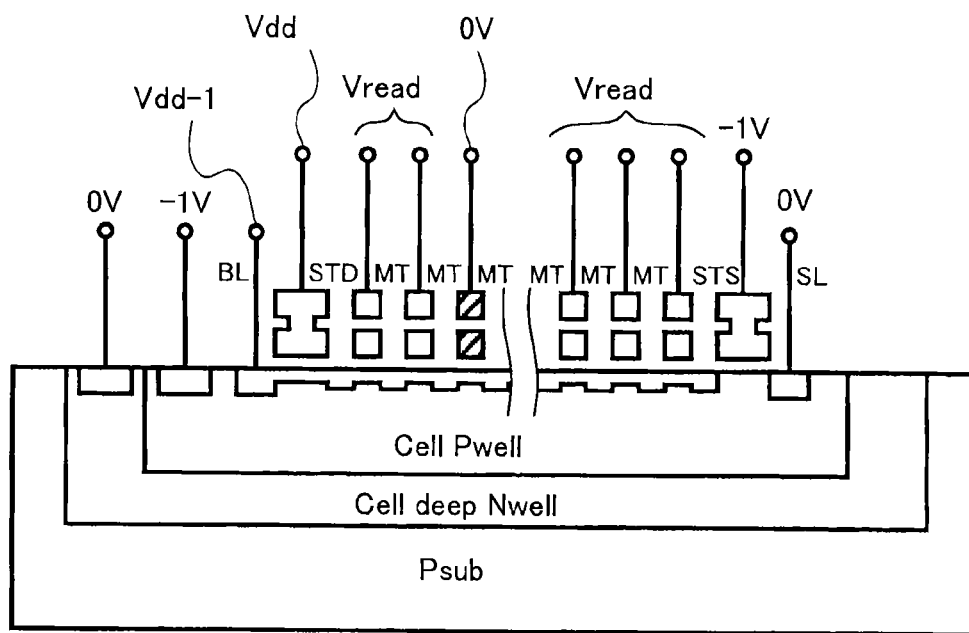 Vdd
0V
Vread
Vread
Vdd-1
-1V
0V
-1V
0V
BL
STD
MT
MT
MT
MT
MT
MT
STS
SL
Cell Pwell
Cell deep Nwell
Psub